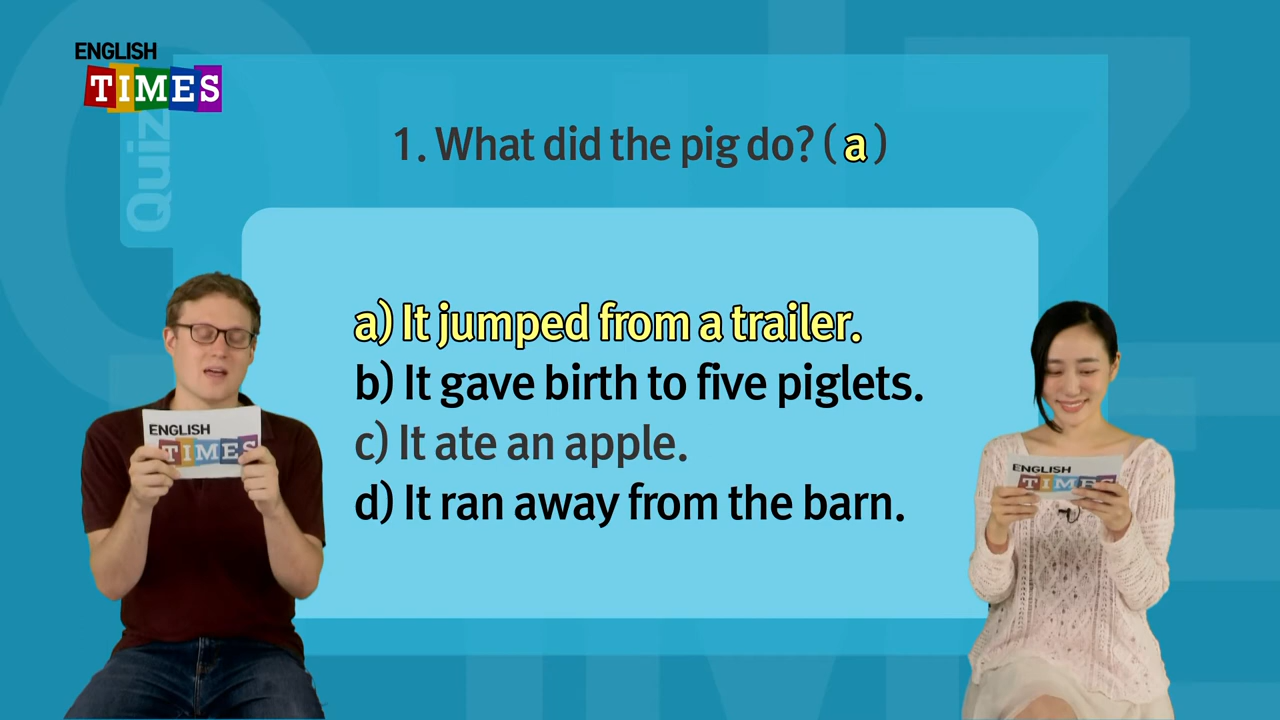 ENGLISH
TIMES
Quiz
1. What did the pig do? ( a )
a) It jumped from a trailer.
b) It gave birth to five piglets.
c) It ate an apple.
d) It ran away from the barn.
ENGLISH
TIMES
ENGLISH
TIMES